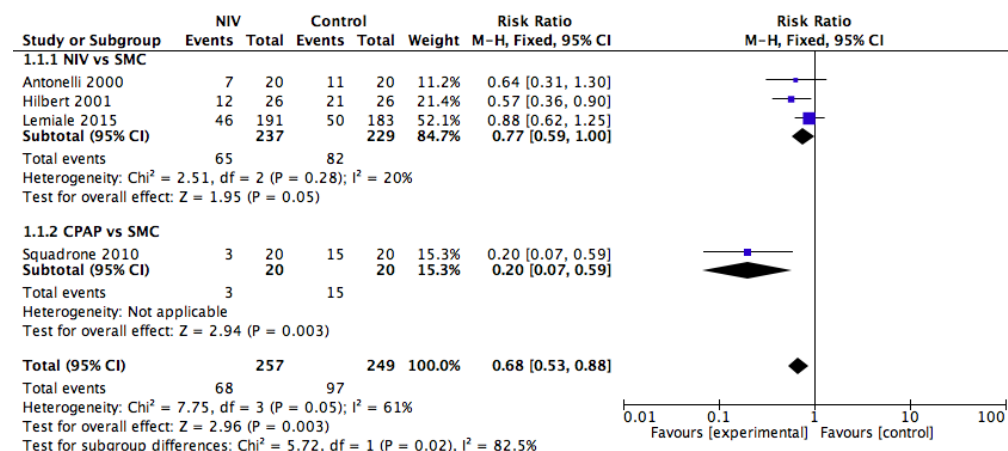 NIV Control Risk Ratio Risk Ratio
Study or Subgroup Events Total Events Total Weight M-H, Fixed, 95% CI M-H, Fixed, 95% CI
1.1.1 NIV vs SMC
Antonelli 2000 7 20 11 20 11.2% 0.64 [0.31, 1.30]
Hilbert 2001 12 26 21 26 21.4% 0.57 [0.36, 0.90]
Lemiale 2015 46 191 50 183 52.1% 0.88 [0.62, 1.25]
Subtotal (95% CI) 237 229 84.7% 0.77 [0.59, 1.00]
Total events 65 82
Heterogeneity: Chi² = 2.51, df = 2 (P = 0.28); I² = 20%
Test for overall effect: Z = 1.95 (P = 0.05)
1.1.2 CPAP vs SMC
Squadrone 2010 3 20 15 20 15.3% 0.20 [0.07, 0.59]
Subtotal (95% CI) 20 20 15.3% 0.20 [0.07, 0.59]
Total events 3 15
Heterogeneity: Not applicable
Test for overall effect: Z = 2.94 (P = 0.003)
Total (95% CI) 257 249 100.0% 0.68 [0.53, 0.88]
Total events 68 97
Heterogeneity: Chi² = 7.75, df = 3 (P = 0.05); I² = 61%
Test for overall effect: Z = 2.96 (P = 0.003)
Test for subgroup differences: Chi² = 5.72, df = 1 (P = 0.02), I² = 82.5%
0.01 0.1 1 10 100
Favours [experimental] Favours [control]